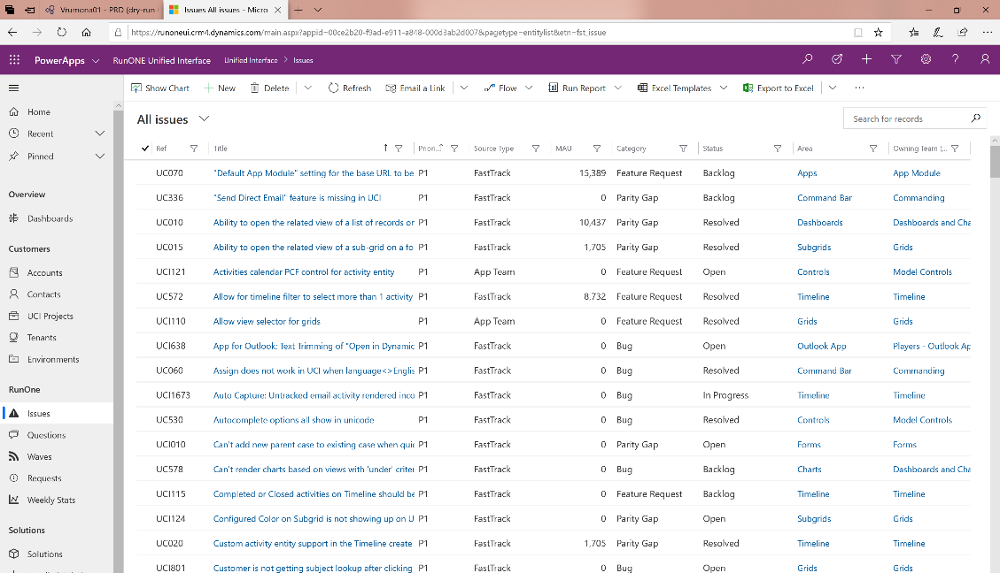 Vrumona01 - PRD (dry-run
Issues All issues - Micro
https://runoneui.crm4.dynamics.com/main.aspx?appid=00ce2b20-f9ad-e911-a848-000d3ab2d007&pagetype=entitylist&etn=fst_issue
PowerApps RunONE Unified Interface Unified Interface > Issues
Show Chart New Delete Refresh Email a Link Flow Run Report Excel Templates Export to Excel ...
Home
Recent
Pinned
Overview
Dashboards
Customers
Accounts
Contacts
UCI Projects
Tenants
Environments
RunOne
Issues
Questions
Waves
Requests
Weekly Stats
Solutions
Solutions
All issues
Search for records
Ref Title Priori... Source Type MAU Category Status Area Owning Team (...
UC070 "Default App Module" setting for the base URL to be P1 FastTrack 15,389 Feature Request Backlog Apps App Module
UC336 "Send Direct Email" feature is missing in UCI P1 FastTrack 0 Parity Gap Backlog Command Bar Commanding
UC010 Ability to open the related view of a list of records or P1 FastTrack 10,437 Parity Gap Resolved Dashboards Dashboards and Cha
UC015 Ability to open the related view of a sub-grid on a fo P1 FastTrack 1,705 Parity Gap Resolved Subgrids Grids
UCI121 Activities calendar PCF control for activity entity P1 App Team 0 Feature Request Open Controls Model Controls
UC572 Allow for timeline filter to select more than 1 activity P1 FastTrack 8,732 Feature Request Resolved Timeline Timeline
UCI110 Allow view selector for grids P1 App Team 0 Feature Request Resolved Grids Grids
UCI638 App for Outlook: Text Trimming of "Open in Dynamic P1 FastTrack 0 Bug Open Outlook App Players - Outlook Ap
UC060 Assign does not work in UCI when language<>Englis P1 FastTrack 0 Bug Resolved Command Bar Commanding
UCI1673 Auto Capture: Untracked email activity rendered inco P1 FastTrack 0 Bug In Progress Timeline Timeline
UC530 Autocomplete options all show in unicode P1 FastTrack 0 Bug Resolved Controls Model Controls
UCI010 Can't add new parent case to existing case when quic P1 FastTrack 0 Parity Gap Open Forms Forms
UC578 Can't render charts based on views with 'under' criter P1 FastTrack 0 Bug Backlog Charts Dashboards and Cha
UCI115 Completed or Closed activities on Timeline should be P1 FastTrack 0 Feature Request Backlog Timeline Timeline
UCI124 Configured Color on Subgrid is not showing up on U P1 FastTrack 0 Parity Gap Open Subgrids Grids
UC020 Custom activity entity support in the Timeline create P1 FastTrack 1,705 Parity Gap Resolved Timeline Timeline
UCI801 Customer is not getting subject lookup after clicking P1 FastTrack 0 Bug Open Grids Grids